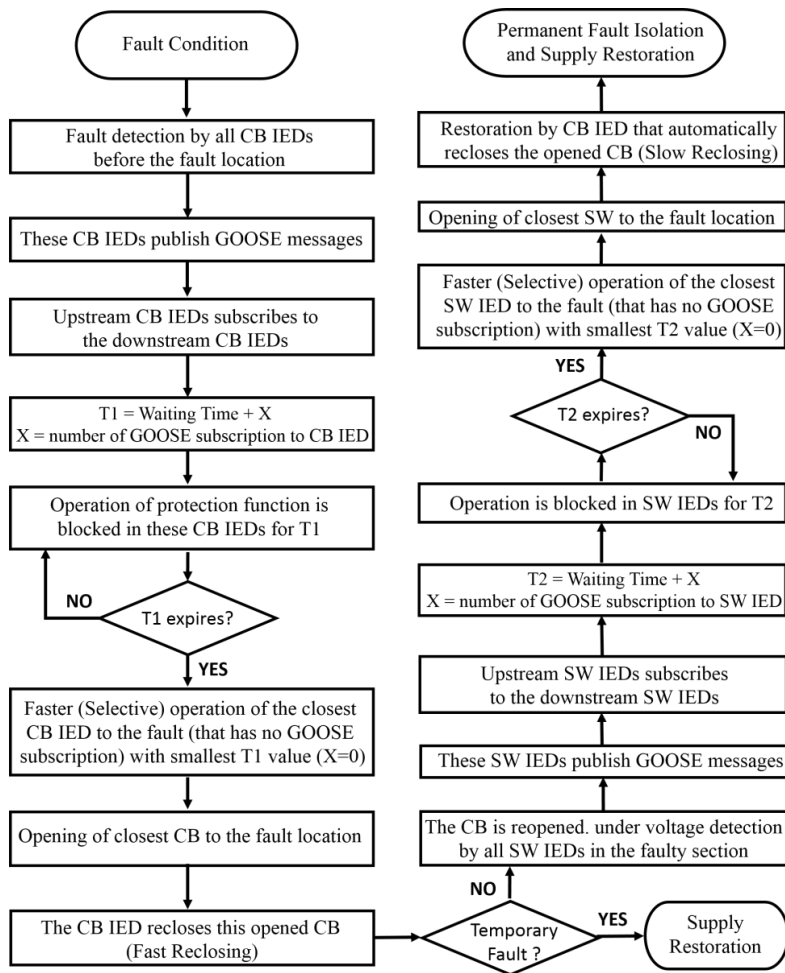 Fault Condition
Fault detection by all CB IEDs
before the fault location
These CB IEDs publish GOOSE messages
Upstream CB IEDs subscribes to
the downstream CB IEDs
T1 = Waiting Time + X
X = number of GOOSE subscription to CB IED
Operation of protection function is
blocked in these CB IEDs for T1
NO
T1 expires?
YES
Faster (Selective) operation of the closest
CB IED to the fault (that has no GOOSE
subscription) with smallest T1 value (X=0)
Opening of closest CB to the fault location
The CB IED recloses this opened CB
(Fast Reclosing)
Temporary
Fault ?
YES
Supply
Restoration
NO
The CB is reopened. under voltage detection
by all SW IEDs in the faulty section
These SW IEDs publish GOOSE messages
Upstream SW IEDs subscribes
to the downstream SW IEDs
T2 = Waiting Time + X
X = number of GOOSE subscription to SW IED
Operation is blocked in SW IEDs for T2
T2 expires?
NO
YES
Faster (Selective) operation of the closest
SW IED to the fault (that has no GOOSE
subscription) with smallest T2 value (X=0)
Opening of closest SW to the fault location
Restoration by CB IED that automatically
recloses the opened CB (Slow Reclosing)
Permanent Fault Isolation
and Supply Restoration